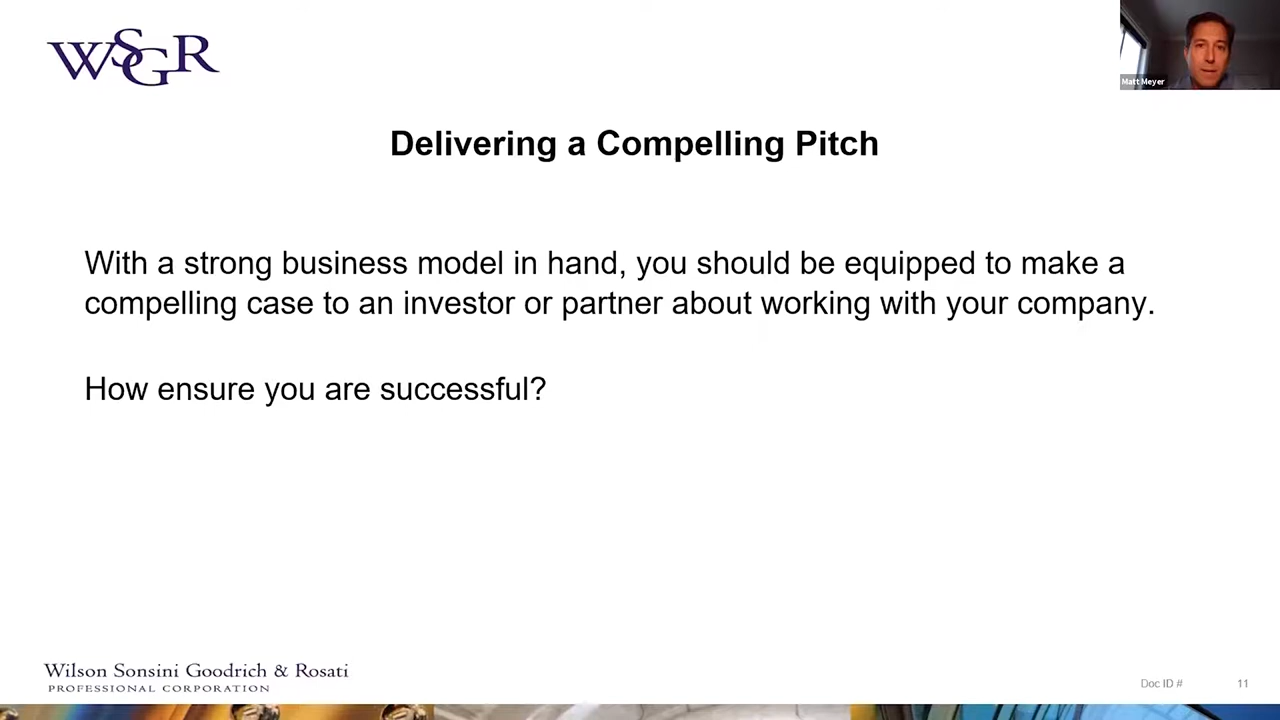 WSGR
Matt Meyer
Delivering a Compelling Pitch
With a strong business model in hand, you should be equipped to make a
compelling case to an investor or partner about working with your company.
How ensure you are successful?
Wilson Sonsini Goodrich & Rosati
PROFESSIONAL CORPORATION
Doc ID #
11